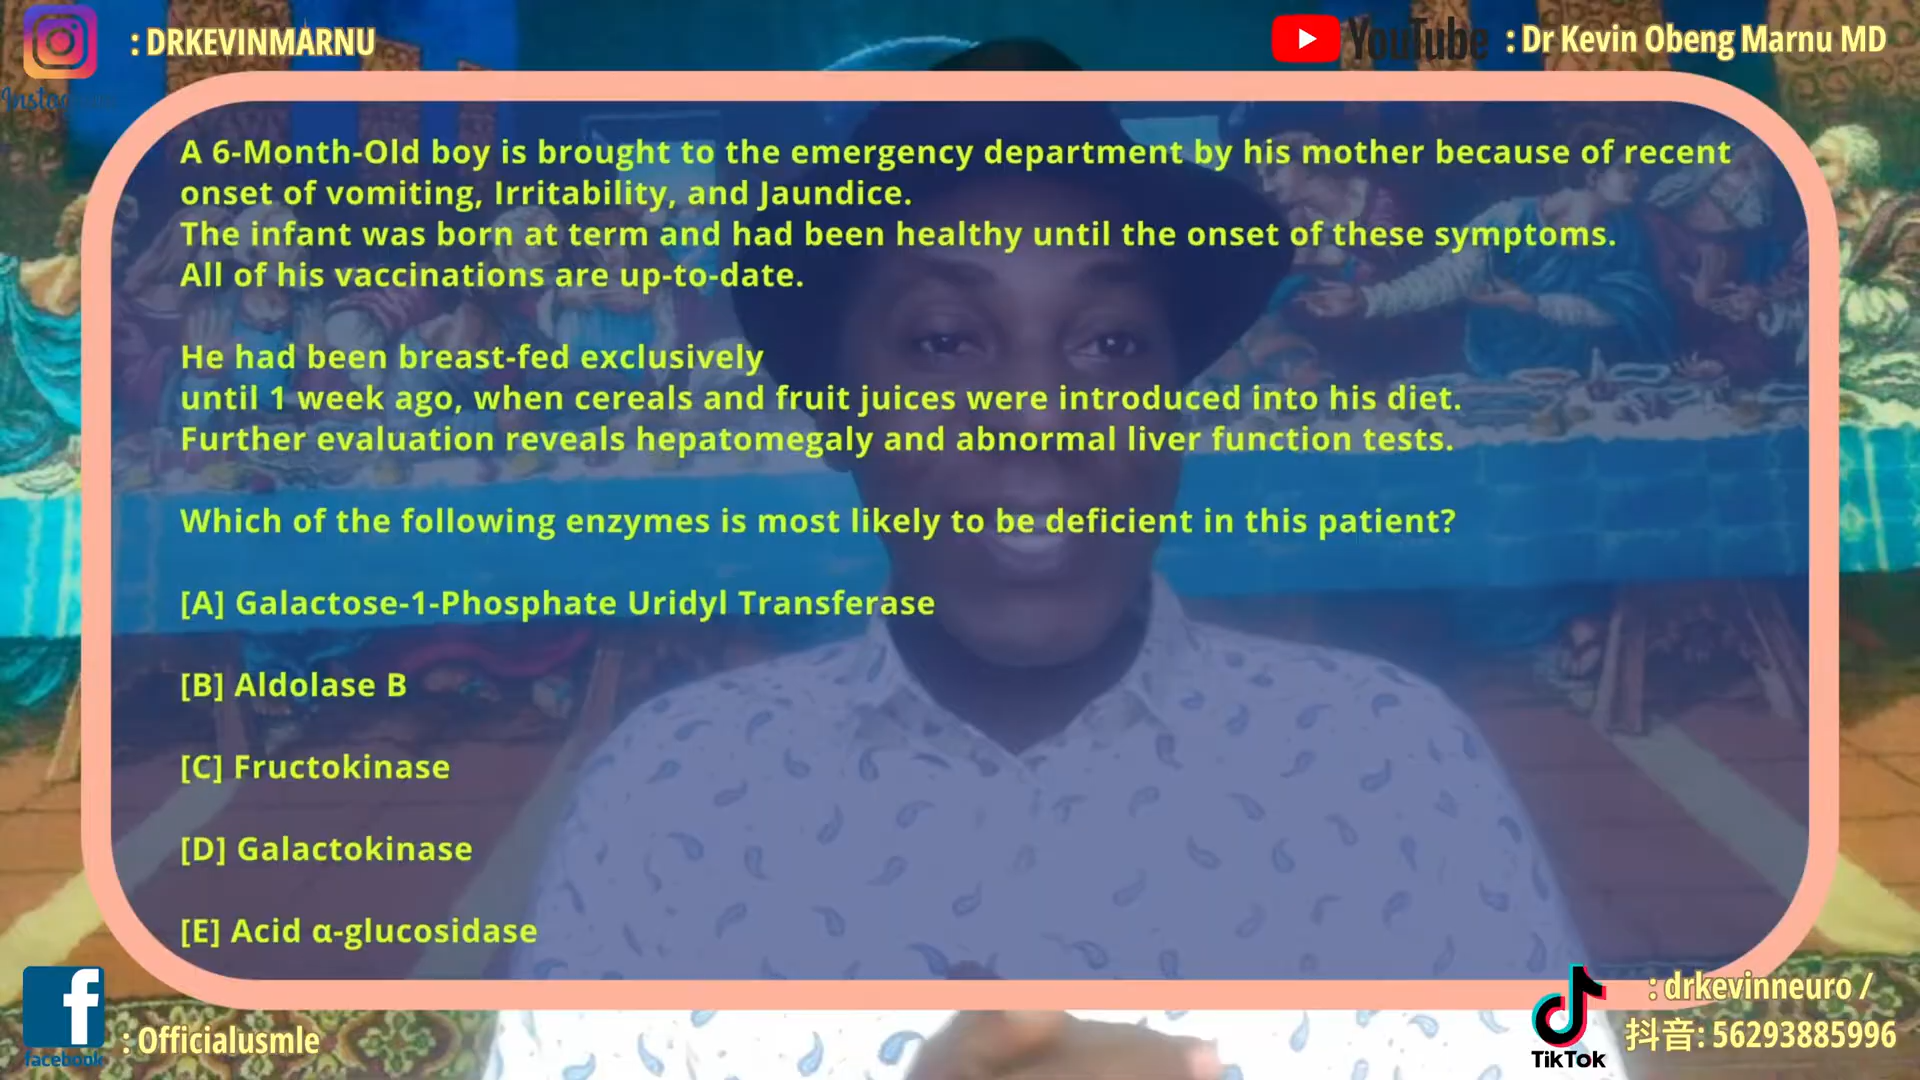 : DRKEVINMARNU
YouTube : Dr Kevin Obeng Marnu MD
A 6-Month-Old boy is brought to the emergency department by his mother because of recent
onset of vomiting, Irritability, and Jaundice.
The infant was born at term and had been healthy until the onset of these symptoms.
All of his vaccinations are up-to-date.
He had been breast-fed exclusively
until 1 week ago, when cereals and fruit juices were introduced into his diet.
Further evaluation reveals hepatomegaly and abnormal liver function tests.
Which of the following enzymes is most likely to be deficient in this patient?
[A] Galactose-1-Phosphate Uridyl Transferase
[B] Aldolase B
[C] Fructokinase
[D] Galactokinase
[E] Acid α-glucosidase
facebook : Officialusmle
TikTok
: drkevinneuro /
抖音: 56293885996